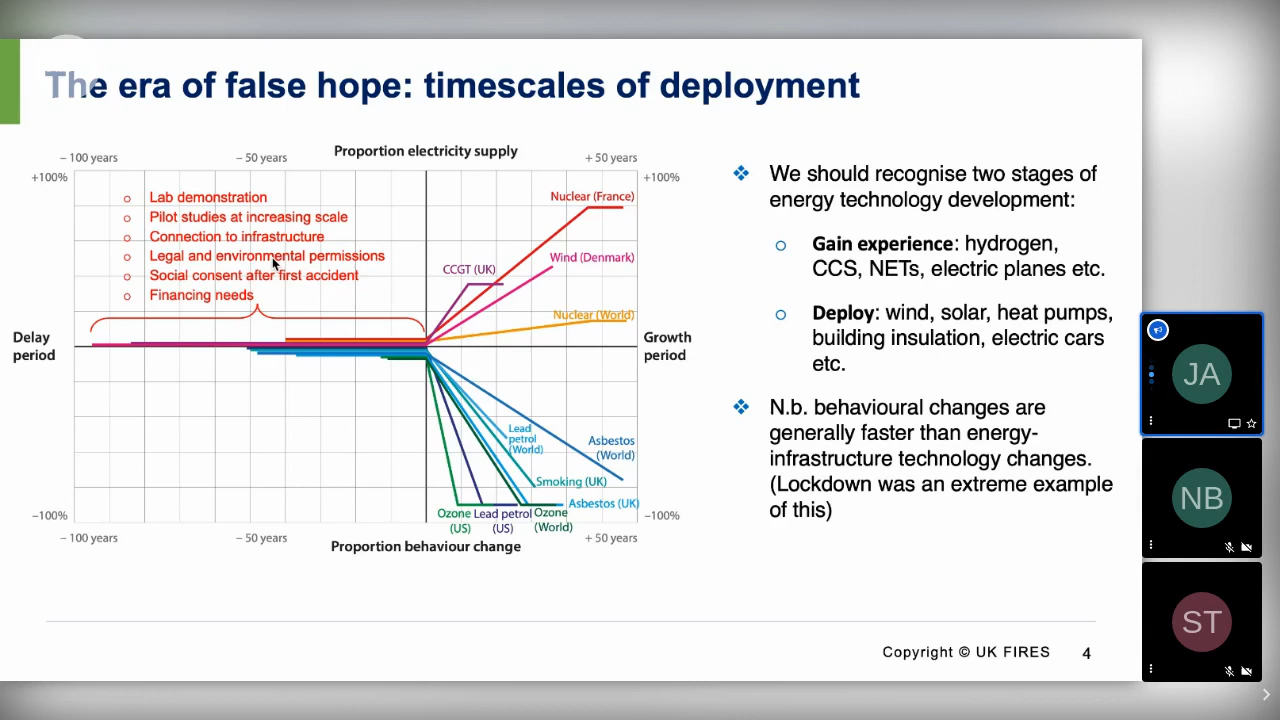 The era of false hope: timescales of deployment
– 100 years
– 50 years
Proportion electricity supply
+ 50 years
+100%
+100%
Lab demonstration
Pilot studies at increasing scale
Connection to infrastructure
Legal and environmental permissions
Social consent after first accident
Financing needs
Nuclear (France)
CCGT (UK)
Wind (Denmark)
Nuclear (World)
Delay
period
Growth
period
Lead
petrol
(World)
Asbestos
(World)
Smoking (UK)
Asbestos (UK)
Ozone
(US)
Lead petrol
(US)
Ozone
(World)
–100%
–100%
– 100 years
– 50 years
Proportion behaviour change
+ 50 years
We should recognise two stages of
energy technology development:
Gain experience: hydrogen,
CCS, NETs, electric planes etc.
Deploy: wind, solar, heat pumps,
building insulation, electric cars
etc.
N.b. behavioural changes are
generally faster than energy-
infrastructure technology changes.
(Lockdown was an extreme example
of this)
Copyright © UK FIRES
4
JA
NB
ST